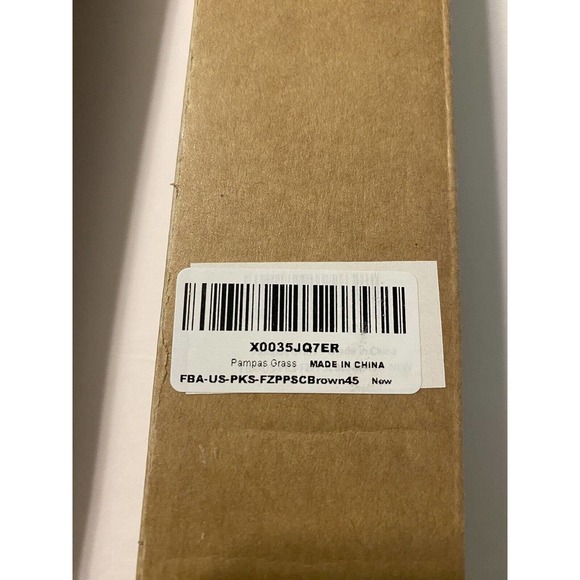 X0035JQ7ER
Pampas Grass MADE IN CHINA
FBA-US-PKS-FZPPSCBrown45 New